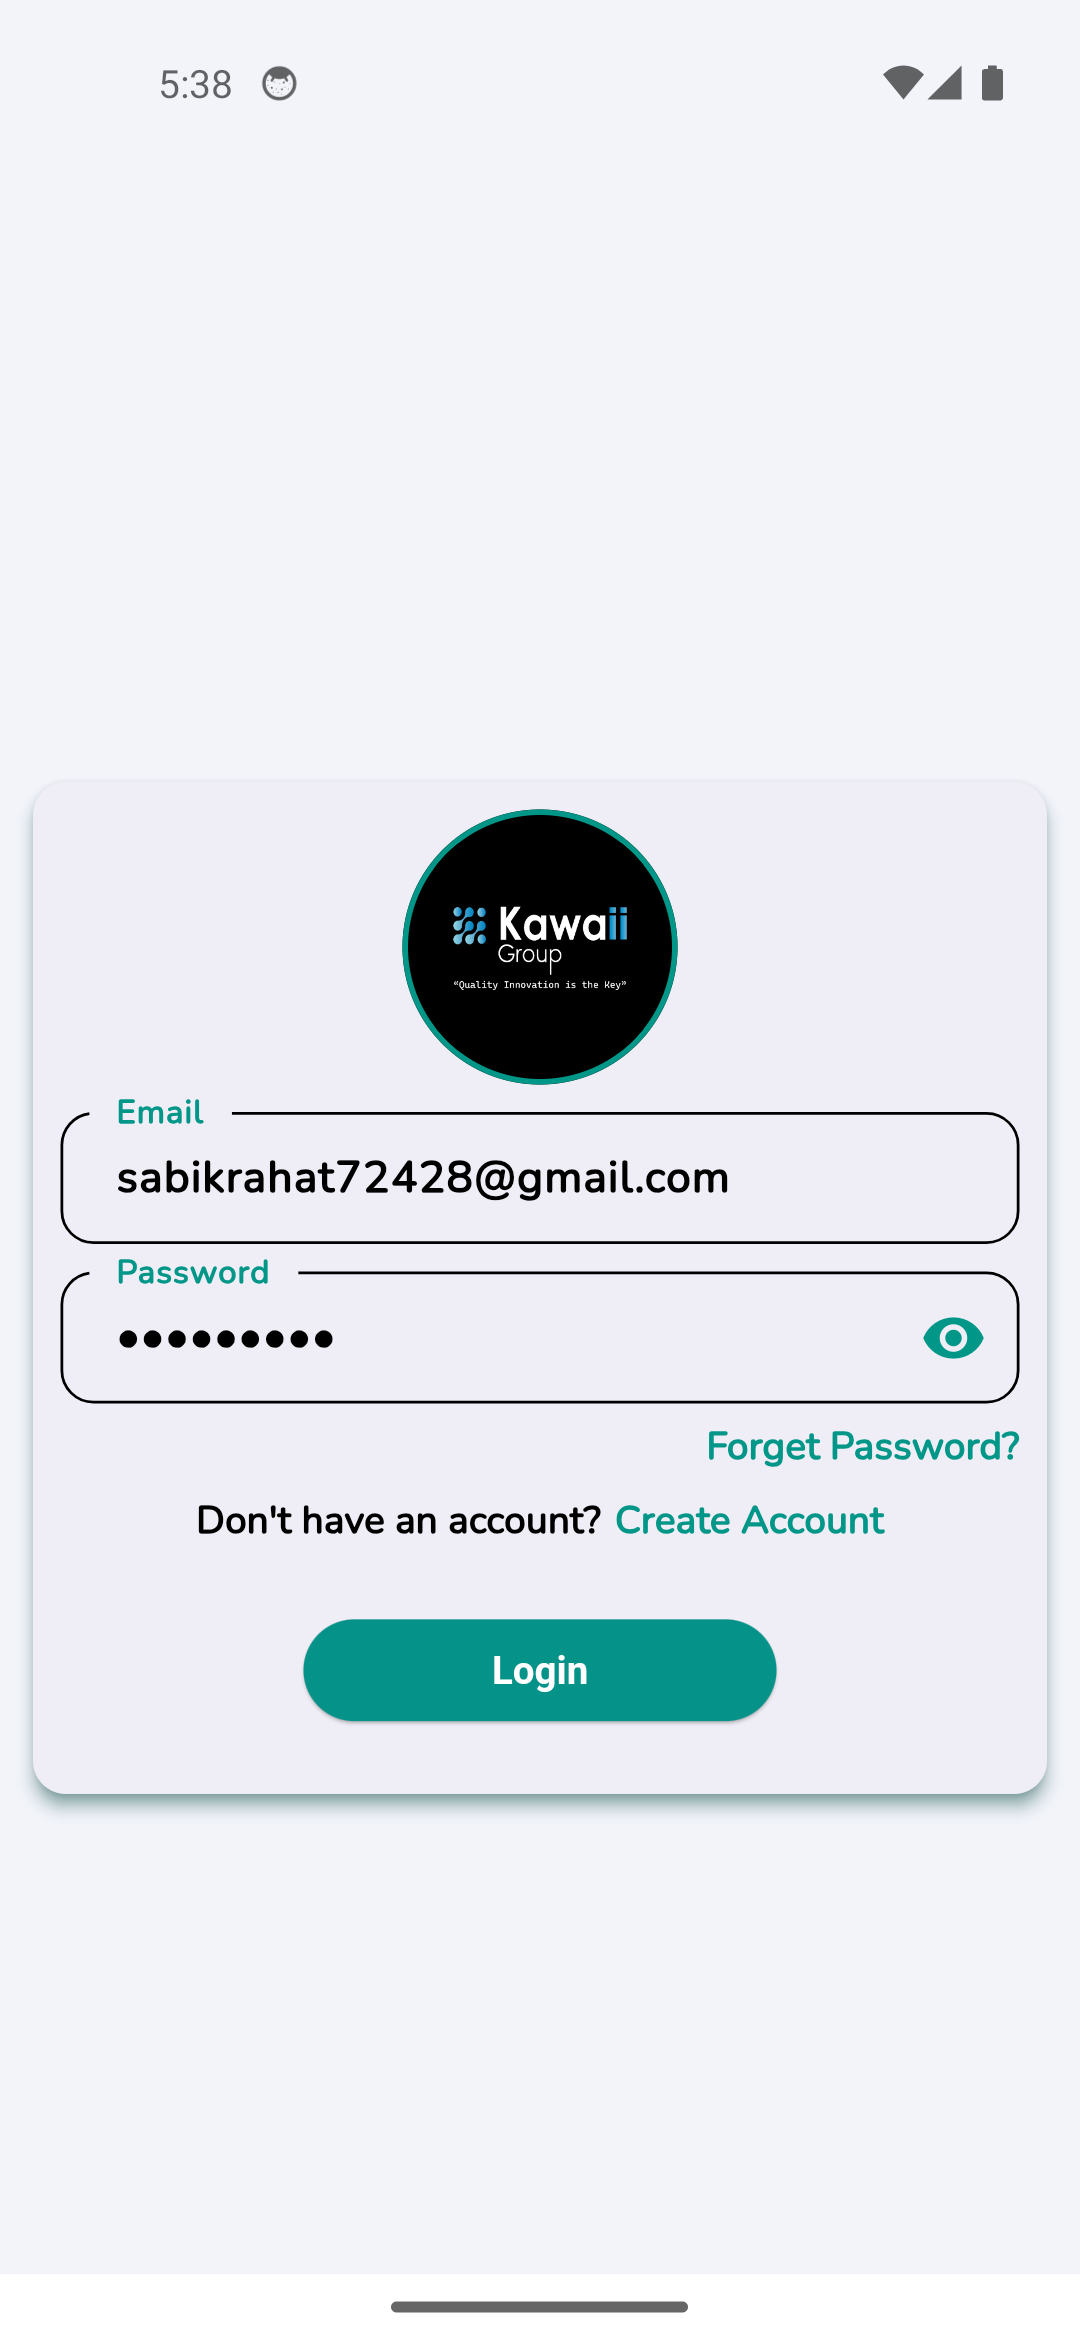 5:38
Kawaii
Group
“Quality Innovation is the Key”
Email
sabikrahat72428@gmail.com
Password
•••••••••
Forget Password?
Don't have an account? Create Account
Login